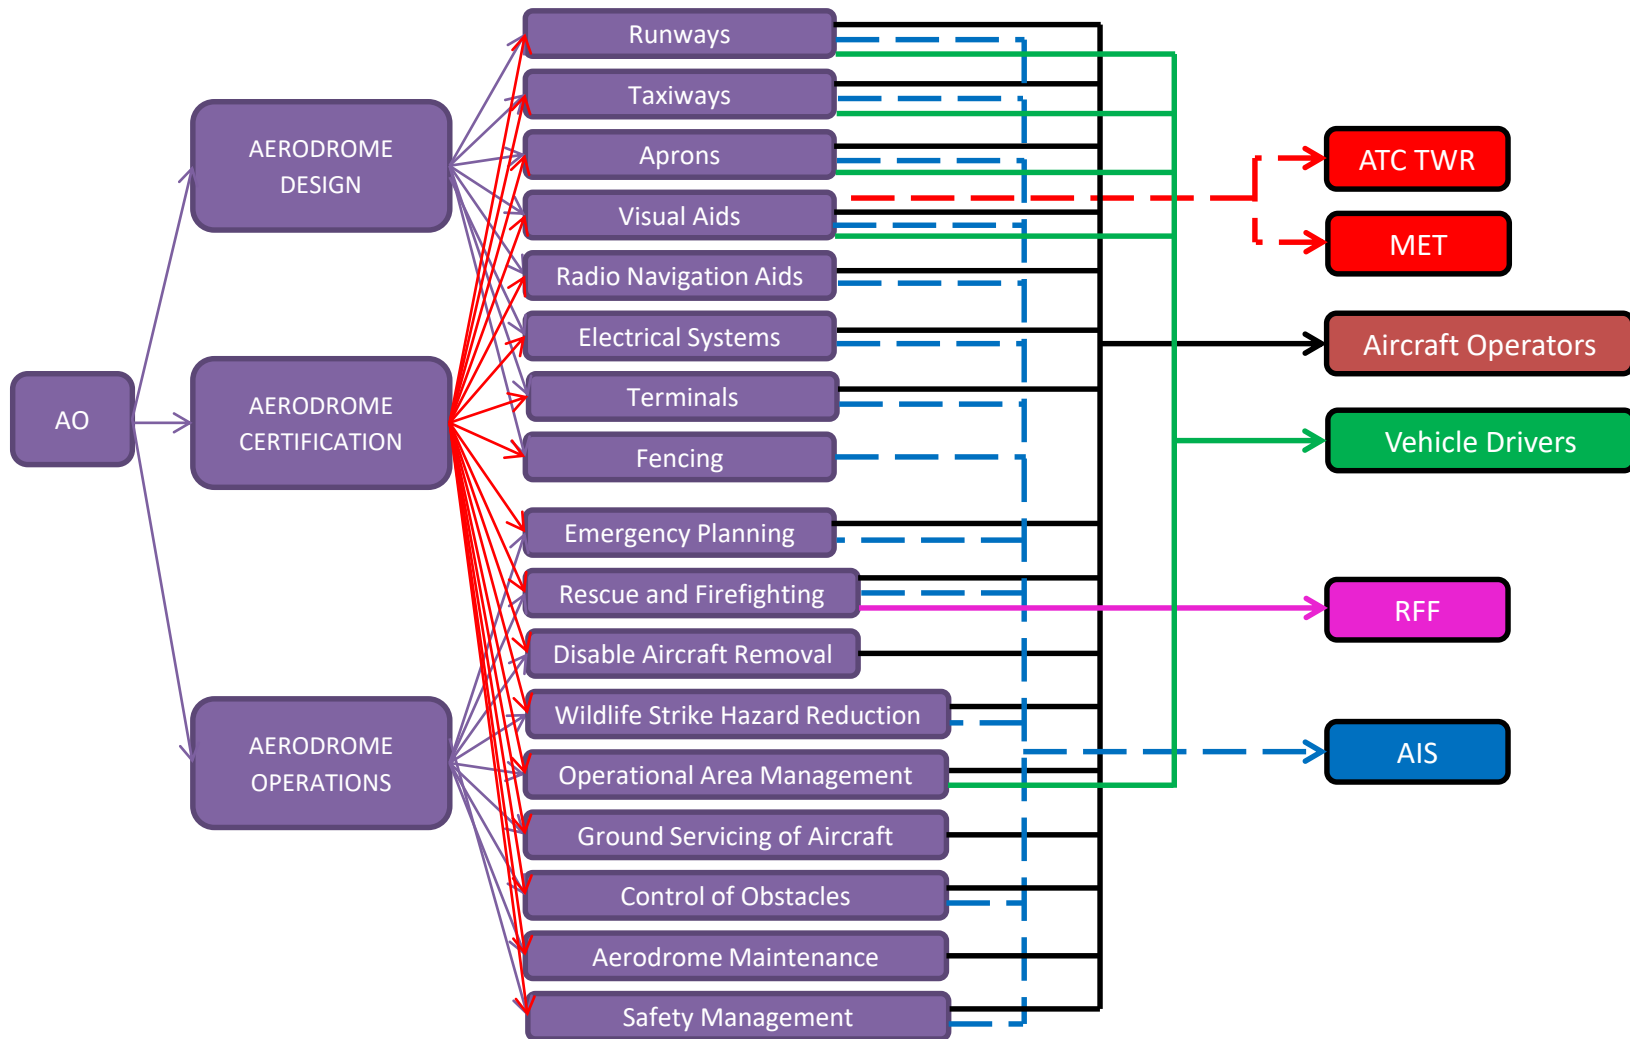 AO
AERODROME
DESIGN
AERODROME
CERTIFICATION
AERODROME
OPERATIONS
Runways
Taxiways
Aprons
Visual Aids
Radio Navigation Aids
Electrical Systems
Terminals
Fencing
Emergency Planning
Rescue and Firefighting
Disable Aircraft Removal
Wildlife Strike Hazard Reduction
Operational Area Management
Ground Servicing of Aircraft
Control of Obstacles
Aerodrome Maintenance
Safety Management
ATC TWR
MET
Aircraft Operators
Vehicle Drivers
RFF
AIS